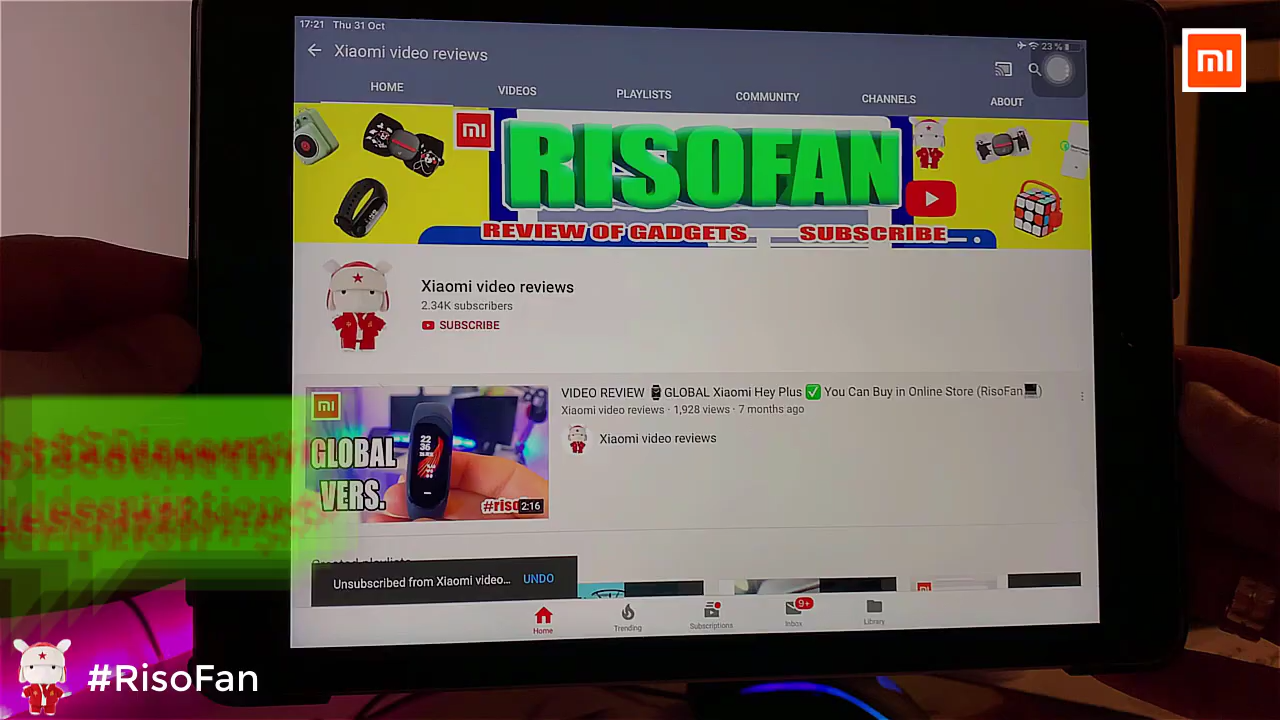 17:21 Thu 31 Oct
23 %
Xiaomi video reviews
HOME VIDEOS PLAYLISTS COMMUNITY CHANNELS ABOUT
mi
mi
RISOFAN
REVIEW OF GADGETS SUBSCRIBE
Xiaomi video reviews
2.34K subscribers
SUBSCRIBE
VIDEO REVIEW ⌚GLOBAL Xiaomi Hey Plus ✅ You Can Buy in Online Store (RisoFan💻)
Xiaomi video reviews · 1,928 views · 7 months ago
Xiaomi video reviews
mi
GLOBAL
VERS.
22
36
#riso
2:16
Unsubscribed from Xiaomi video... UNDO
Home Trending Subscriptions 9+ Inbox Library
#RisoFan